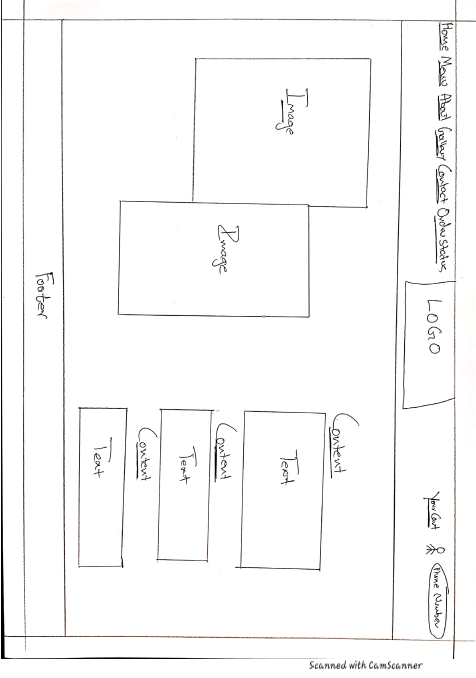 Home Menu About Gallery Contact Order status
LOGO
Your Cart
Phone Number
Image
Image
Content
Text
Content
Text
Content
Text
Footer
Scanned with CamScanner